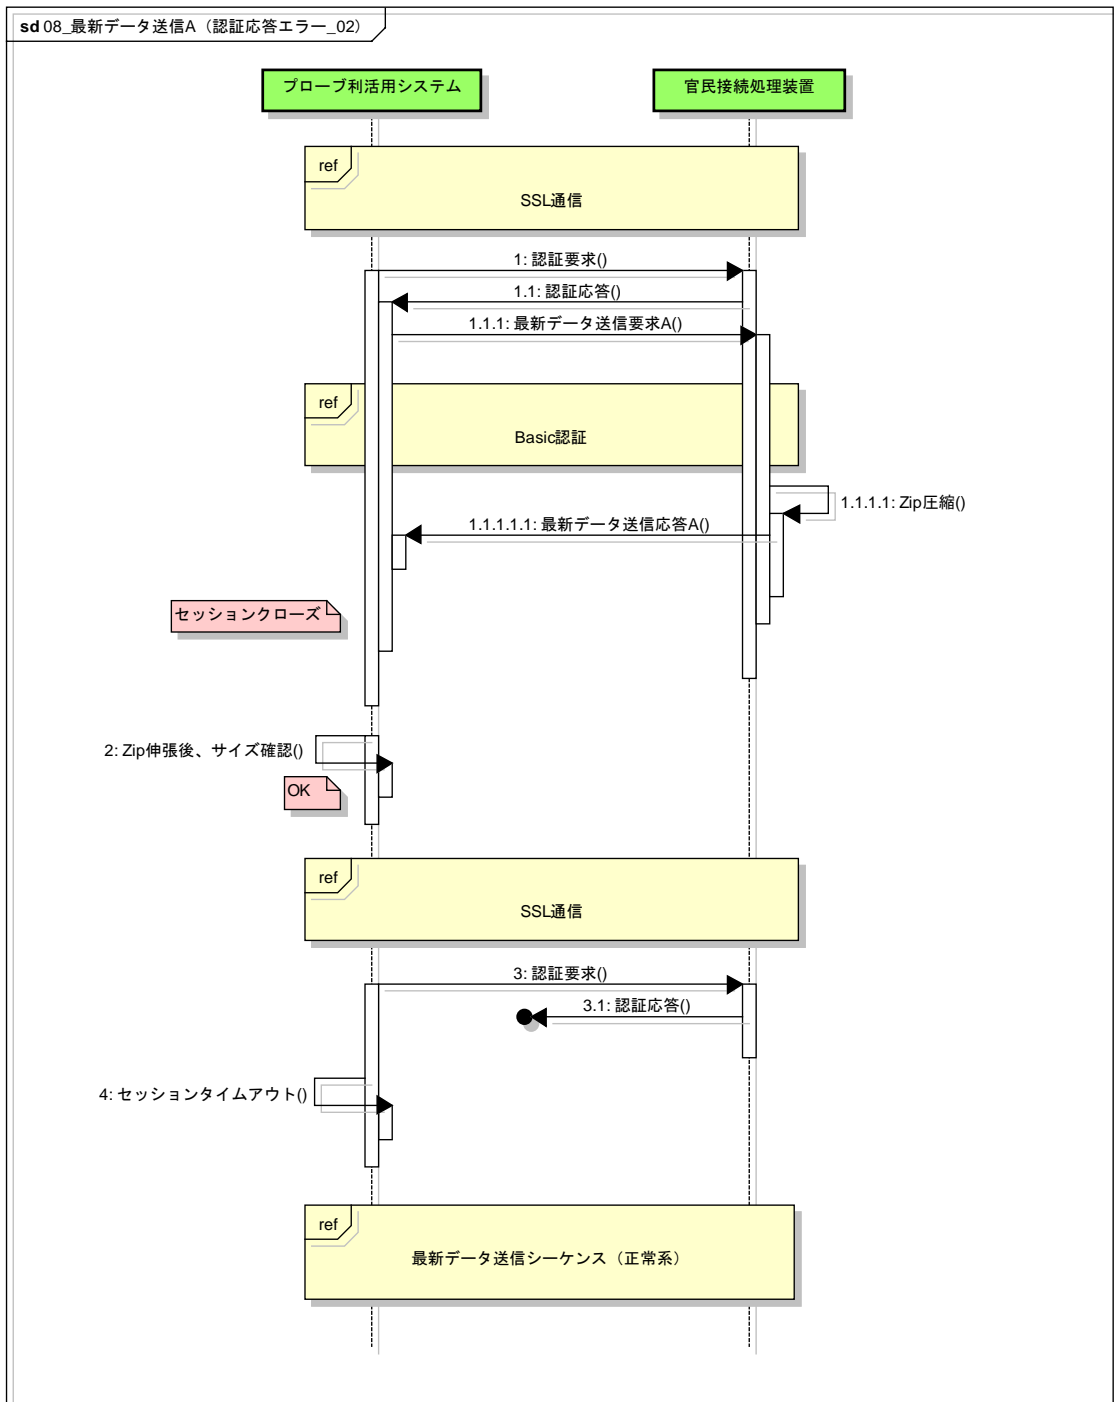 sd 08_最新データ送信A（認証応答エラー_02）
プローブ利活用システム
官民接続処理装置
ref
SSL通信
1: 認証要求()
1.1: 認証応答()
1.1.1: 最新データ送信要求A()
ref
Basic認証
1.1.1.1: Zip圧縮()
1.1.1.1.1: 最新データ送信応答A()
セッションクローズ
2: Zip伸張後、サイズ確認()
OK
ref
SSL通信
3: 認証要求()
3.1: 認証応答()
4: セッションタイムアウト()
ref
最新データ送信シーケンス（正常系）